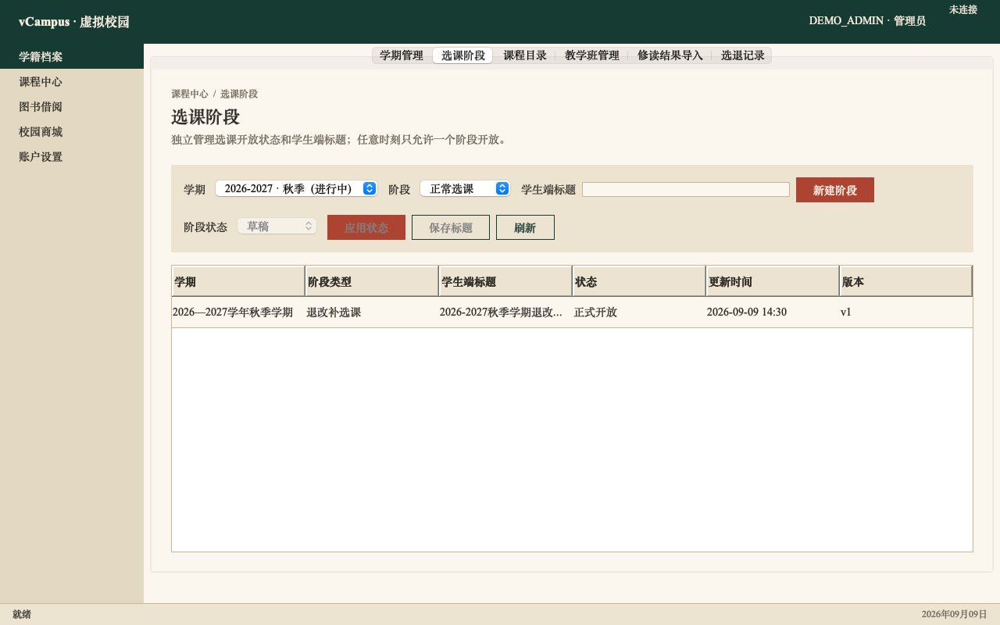 vCampus · 虚拟校园
DEMO_ADMIN · 管理员
未连接
学籍档案
课程中心
图书借阅
校园商城
账户设置
学期管理 选课阶段 课程目录 教学班管理 修读结果导入 选退记录
课程中心 / 选课阶段
选课阶段
独立管理选课开放状态和学生端标题；任意时刻只允许一个阶段开放。
学期 2026-2027 · 秋季（进行中） 阶段 正常选课 学生端标题 新建阶段
阶段状态 草稿 应用状态 保存标题 刷新
学期 阶段类型 学生端标题 状态 更新时间 版本
2026—2027学年秋季学期 退改补选课 2026-2027秋季学期退改... 正式开放 2026-09-09 14:30 v1
就绪
2026年09月09日